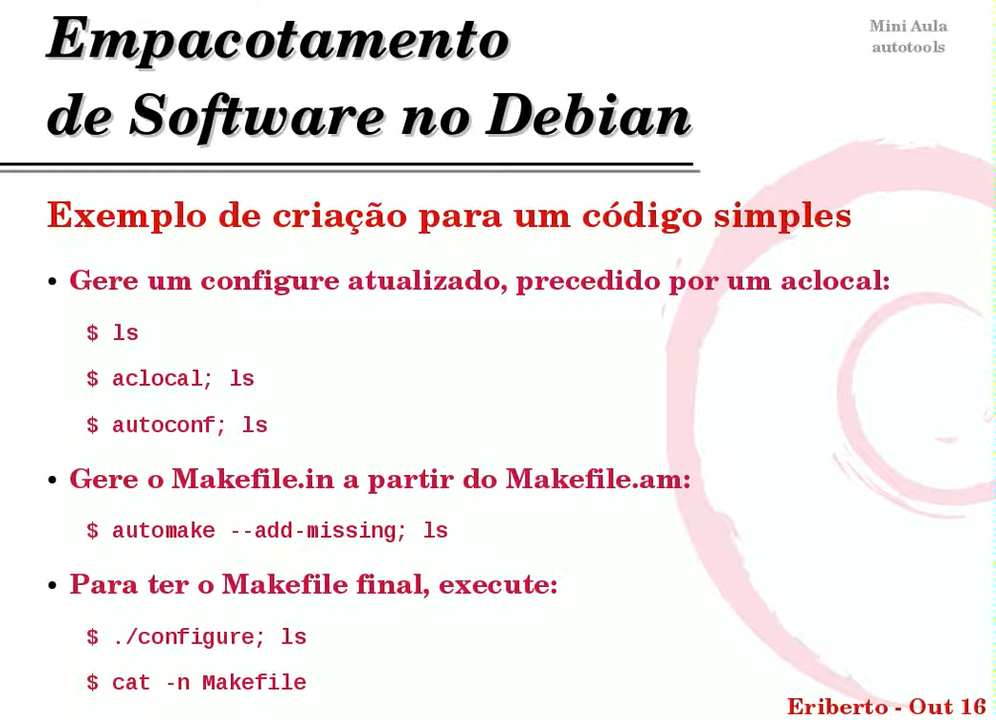 Empacotamento
de Software no Debian
Mini Aula
autotools
Exemplo de criação para um código simples
• Gere um configure atualizado, precedido por um aclocal:
$ ls
$ aclocal; ls
$ autoconf; ls
• Gere o Makefile.in a partir do Makefile.am:
$ automake --add-missing; ls
• Para ter o Makefile final, execute:
$ ./configure; ls
$ cat -n Makefile
Eriberto - Out 16